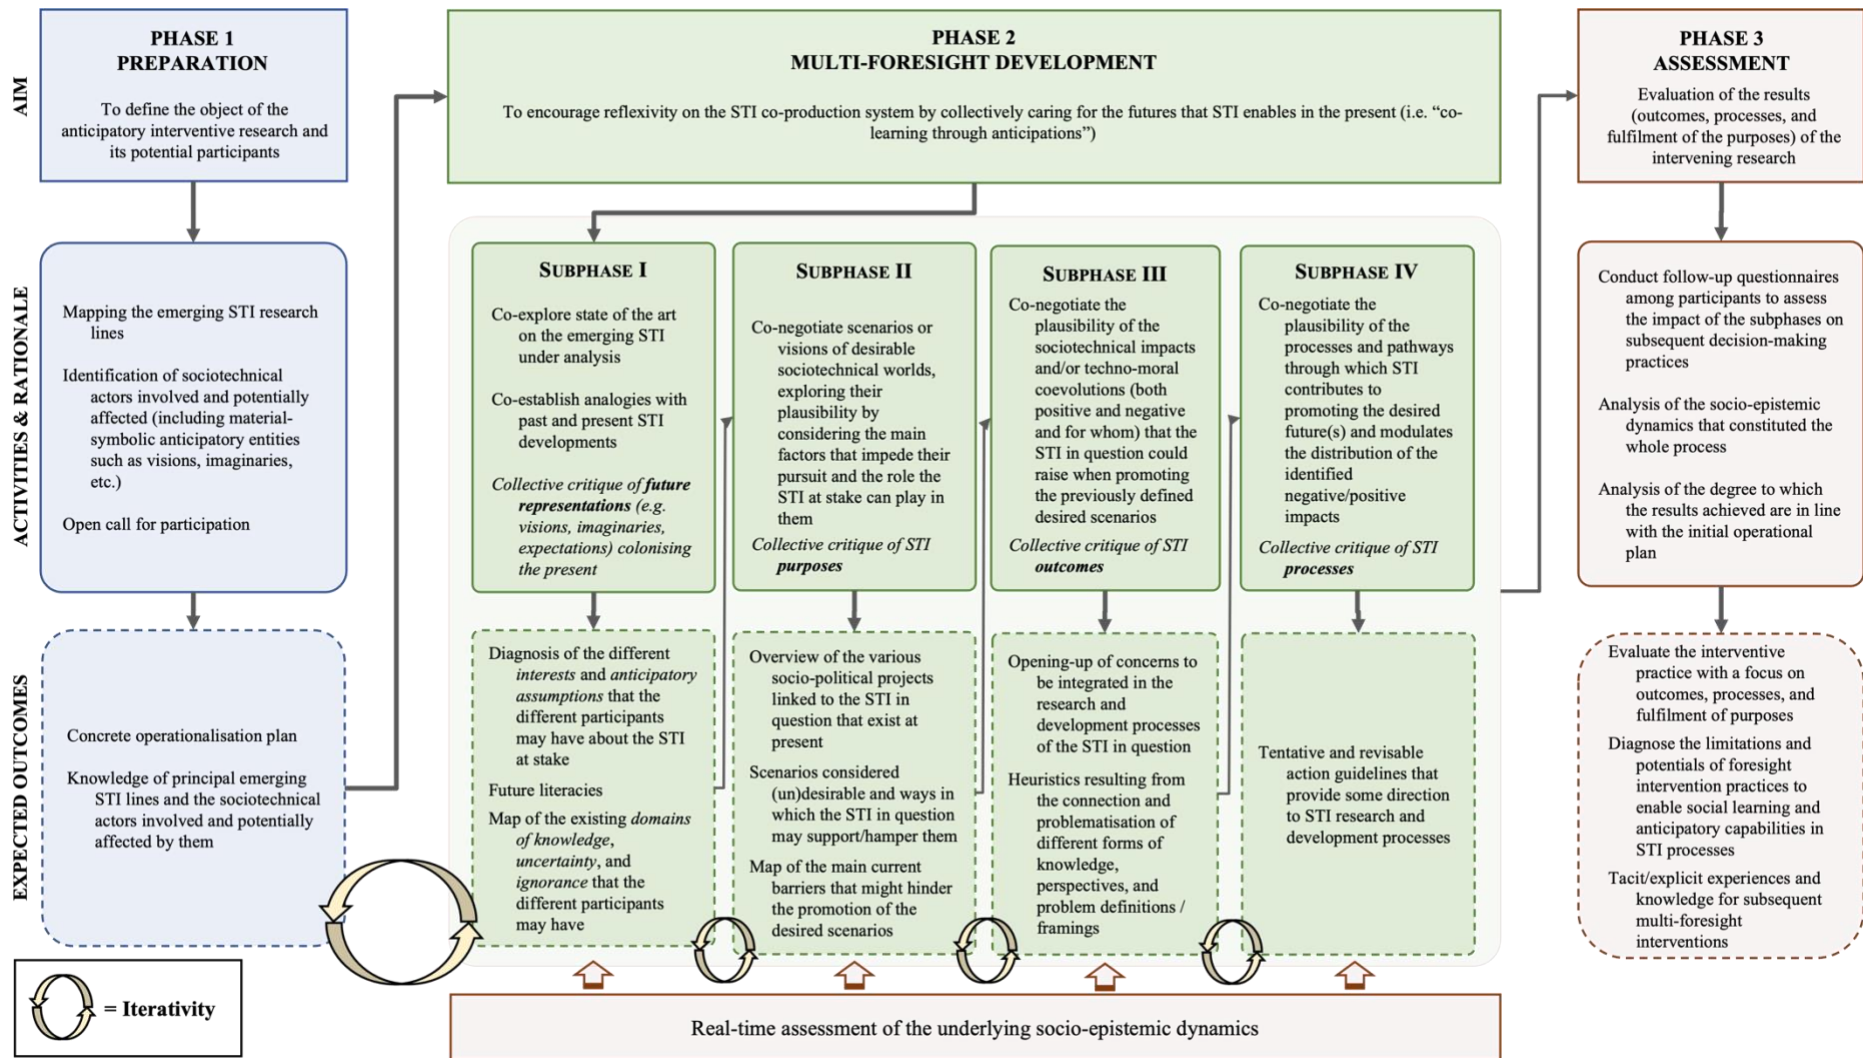 AIM
PHASE 1
PREPARATION
To define the object of the
anticipatory interventive research and
its potential participants
PHASE 2
MULTI-FORESIGHT DEVELOPMENT
To encourage reflexivity on the STI co-production system by collectively caring for the futures that STI enables in the present (i.e. “co-
learning through anticipations”)
PHASE 3
ASSESSMENT
Evaluation of the results
(outcomes, processes, and
fulfilment of the purposes) of the
intervening research
ACTIVITIES & RATIONALE
Mapping the emerging STI research
lines
Identification of sociotechnical
actors involved and potentially
affected (including material-
symbolic anticipatory entities
such as visions, imaginaries,
etc.)
Open call for participation
SUBPHASE I
Co-explore state of the art
on the emerging STI
under analysis
Co-establish analogies with
past and present STI
developments
Collective critique of future
representations (e.g.
visions, imaginaries,
expectations) colonising
the present
SUBPHASE II
Co-negotiate scenarios or
visions of desirable
sociotechnical worlds,
exploring their
plausibility by
considering the main
factors that impede their
pursuit and the role the
STI at stake can play in
them
Collective critique of STI
purposes
SUBPHASE III
Co-negotiate the
plausibility of the
sociotechnical impacts
and/or techno-moral
coevolutions (both
positive and negative
and for whom) that the
STI in question could
raise when promoting
the previously defined
desired scenarios
Collective critique of STI
outcomes
SUBPHASE IV
Co-negotiate the
plausibility of the
processes and pathways
through which STI
contributes to
promoting the desired
future(s) and modulates
the distribution of the
identified
negative/positive
impacts
Collective critique of STI
processes
Conduct follow-up questionnaires
among participants to assess
the impact of the subphases on
subsequent decision-making
practices
Analysis of the socio-epistemic
dynamics that constituted the
whole process
Analysis of the degree to which
the results achieved are in line
with the initial operational
plan
EXPECTED OUTCOMES
Concrete operationalisation plan
Knowledge of principal emerging
STI lines and the sociotechnical
actors involved and potentially
affected by them
Diagnosis of the different
interests and anticipatory
assumptions that the
different participants
may have about the STI
at stake
Future literacies
Map of the existing domains
of knowledge,
uncertainty, and
ignorance that the
different participants
may have
Overview of the various
socio-political projects
linked to the STI in
question that exist at
present
Scenarios considered
(un)desirable and ways in
which the STI in question
may support/hamper them
Map of the main current
barriers that might hinder
the promotion of the
desired scenarios
Opening-up of concerns to
be integrated in the
research and
development processes
of the STI in question
Heuristics resulting from
the connection and
problematisation of
different forms of
knowledge,
perspectives, and
problem definitions /
framings
Tentative and revisable
action guidelines that
provide some direction
to STI research and
development processes
Evaluate the interventive
practice with a focus on
outcomes, processes, and
fulfilment of purposes
Diagnose the limitations and
potentials of foresight
intervention practices to
enable social learning and
anticipatory capabilities in
STI processes
Tacit/explicit experiences and
knowledge for subsequent
multi-foresight
interventions
= Iterativity
Real-time assessment of the underlying socio-epistemic dynamics